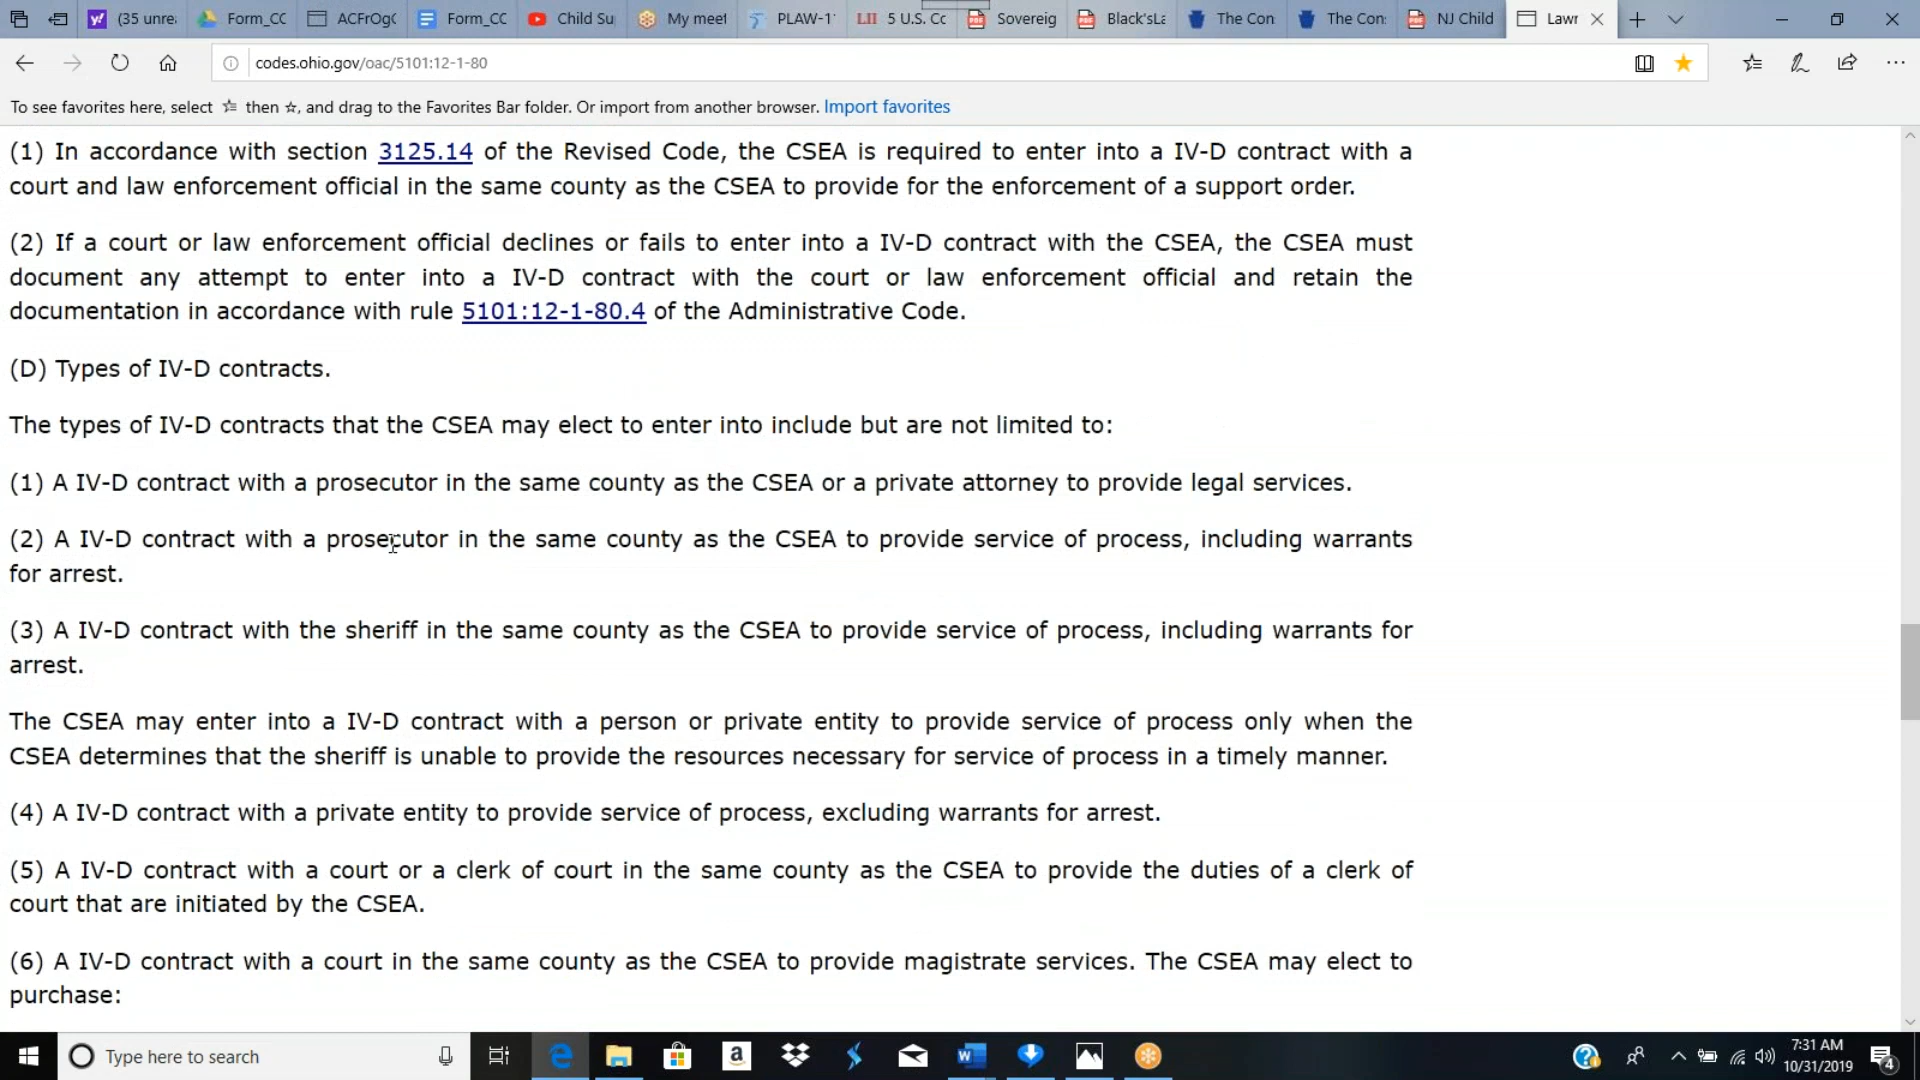 (35 unre
Form_CC
ACFrOgC
Form_CC
Child Su
My meet
PLAW-1
LII 5 U.S. Cc
Sovereig
Black'sLa
The Con
The Con
NJ Child
Lawr
codes.ohio.gov/oac/5101:12-1-80
To see favorites here, select then ☆, and drag to the Favorites Bar folder. Or import from another browser. Import favorites
(1) In accordance with section 3125.14 of the Revised Code, the CSEA is required to enter into a IV-D contract with a
court and law enforcement official in the same county as the CSEA to provide for the enforcement of a support order.
(2) If a court or law enforcement official declines or fails to enter into a IV-D contract with the CSEA, the CSEA must
document any attempt to enter into a IV-D contract with the court or law enforcement official and retain the
documentation in accordance with rule 5101:12-1-80.4 of the Administrative Code.
(D) Types of IV-D contracts.
The types of IV-D contracts that the CSEA may elect to enter into include but are not limited to:
(1) A IV-D contract with a prosecutor in the same county as the CSEA or a private attorney to provide legal services.
(2) A IV-D contract with a prosecutor in the same county as the CSEA to provide service of process, including warrants
for arrest.
(3) A IV-D contract with the sheriff in the same county as the CSEA to provide service of process, including warrants for
arrest.
The CSEA may enter into a IV-D contract with a person or private entity to provide service of process only when the
CSEA determines that the sheriff is unable to provide the resources necessary for service of process in a timely manner.
(4) A IV-D contract with a private entity to provide service of process, excluding warrants for arrest.
(5) A IV-D contract with a court or a clerk of court in the same county as the CSEA to provide the duties of a clerk of
court that are initiated by the CSEA.
(6) A IV-D contract with a court in the same county as the CSEA to provide magistrate services. The CSEA may elect to
purchase:
Type here to search
7:31 AM
10/31/2019
4